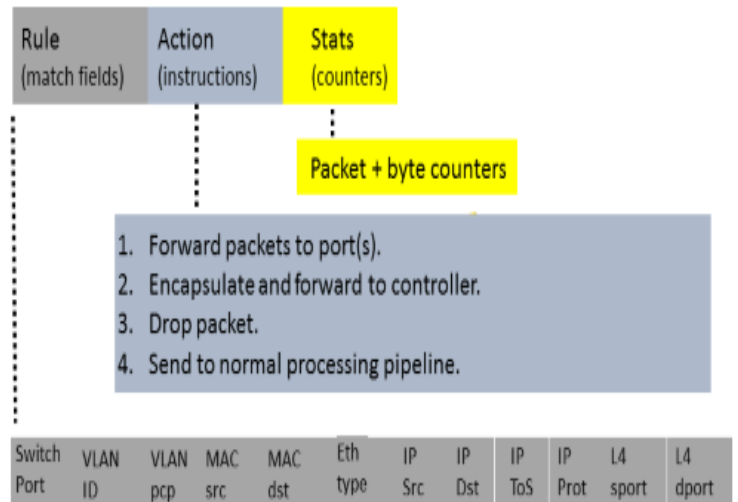 Rule Action Stats
(match fields) (instructions) (counters)
Packet + byte counters
1. Forward packets to port(s).
2. Encapsulate and forward to controller.
3. Drop packet.
4. Send to normal processing pipeline.
Switch VLAN VLAN MAC MAC Eth IP IP IP IP L4 L4
Port ID pcp src dst type Src Dst ToS Prot sport dport